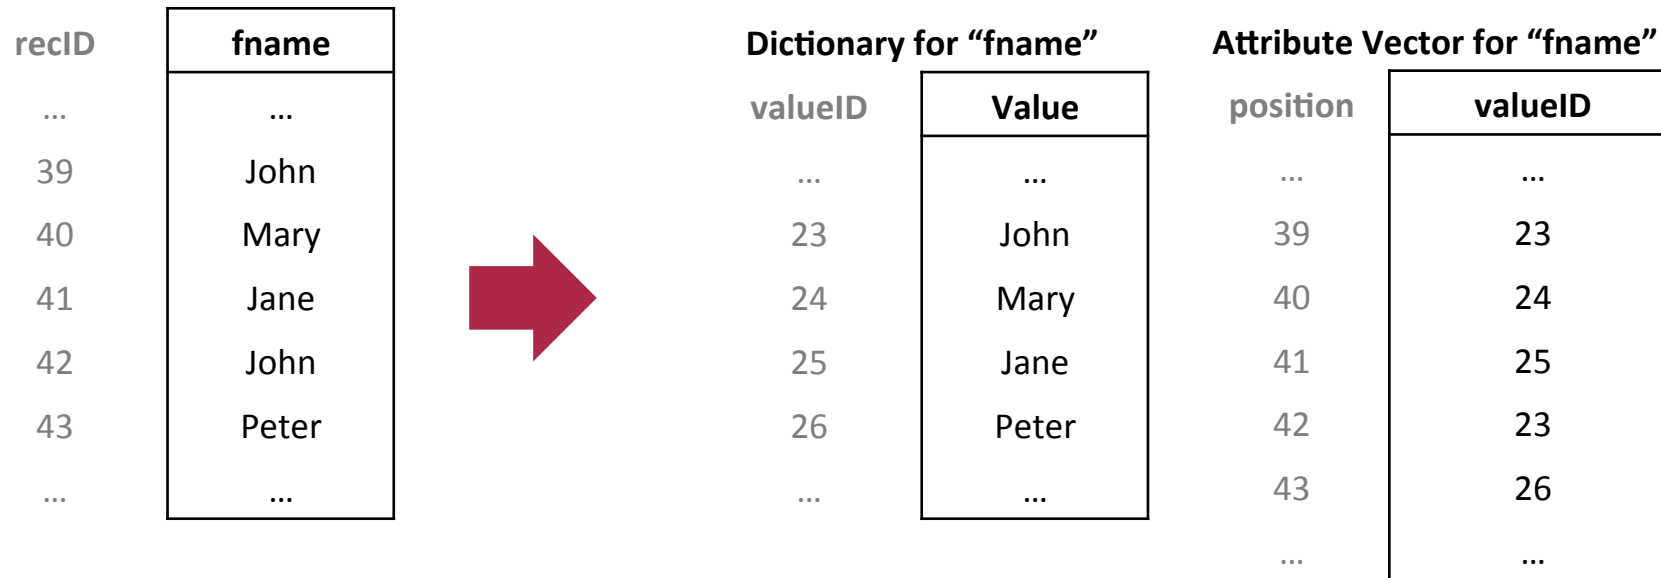 recID fname
... ...
39 John
40 Mary
41 Jane
42 John
43 Peter
... ...
Dictionary for “fname”
valueID Value
... ...
23 John
24 Mary
25 Jane
26 Peter
... ...
Attribute Vector for “fname”
position valueID
... ...
39 23
40 24
41 25
42 23
43 26
... ...